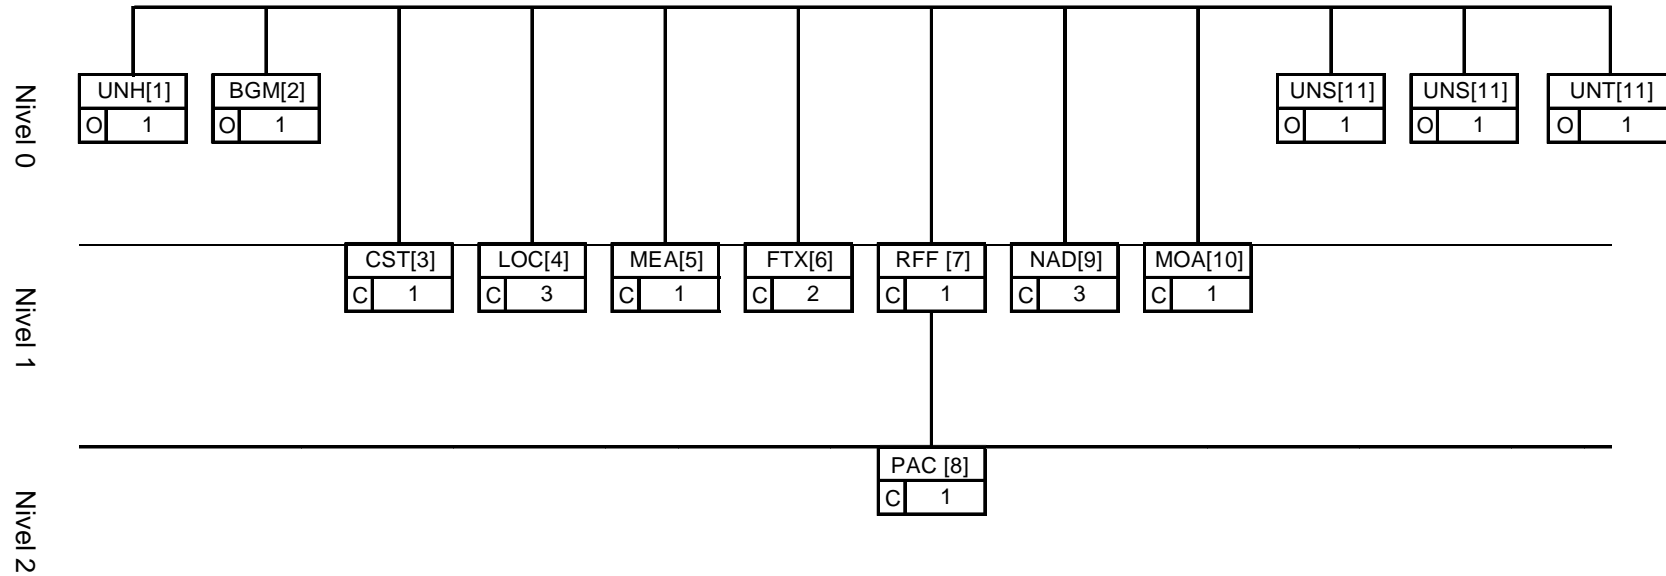 Nivel 0
UNH[1]
O 1
BGM[2]
O 1
UNS[11]
O 1
UNS[11]
O 1
UNT[11]
O 1
Nivel 1
CST[3]
C 1
LOC[4]
C 3
MEA[5]
C 1
FTX[6]
C 2
RFF [7]
C 1
NAD[9]
C 3
MOA[10]
C 1
Nivel 2
PAC [8]
C 1